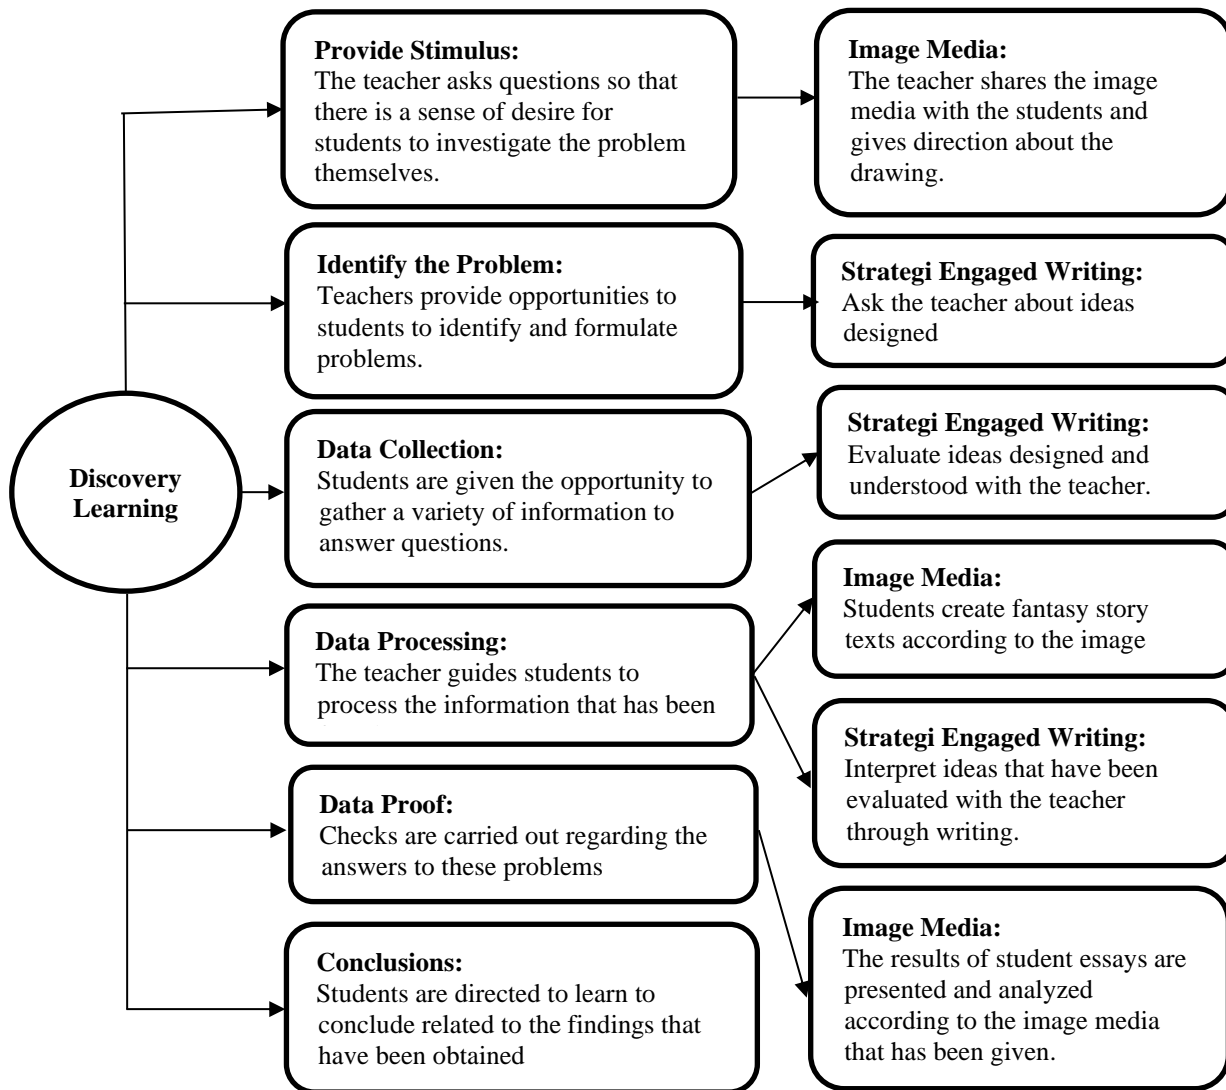 Provide Stimulus:
The teacher asks questions so that
there is a sense of desire for
students to investigate the problem
themselves.
Image Media:
The teacher shares the image
media with the students and
gives direction about the
drawing.
Identify the Problem:
Teachers provide opportunities to
students to identify and formulate
problems.
Strategi Engaged Writing:
Ask the teacher about ideas
designed
Discovery
Learning
Data Collection:
Students are given the opportunity to
gather a variety of information to
answer questions.
Strategi Engaged Writing:
Evaluate ideas designed and
understood with the teacher.
Data Processing:
The teacher guides students to
process the information that has been
Image Media:
Students create fantasy story
texts according to the image
Strategi Engaged Writing:
Interpret ideas that have been
evaluated with the teacher
through writing.
Data Proof:
Checks are carried out regarding the
answers to these problems
Image Media:
The results of student essays are
presented and analyzed
according to the image media
that has been given.
Conclusions:
Students are directed to learn to
conclude related to the findings that
have been obtained